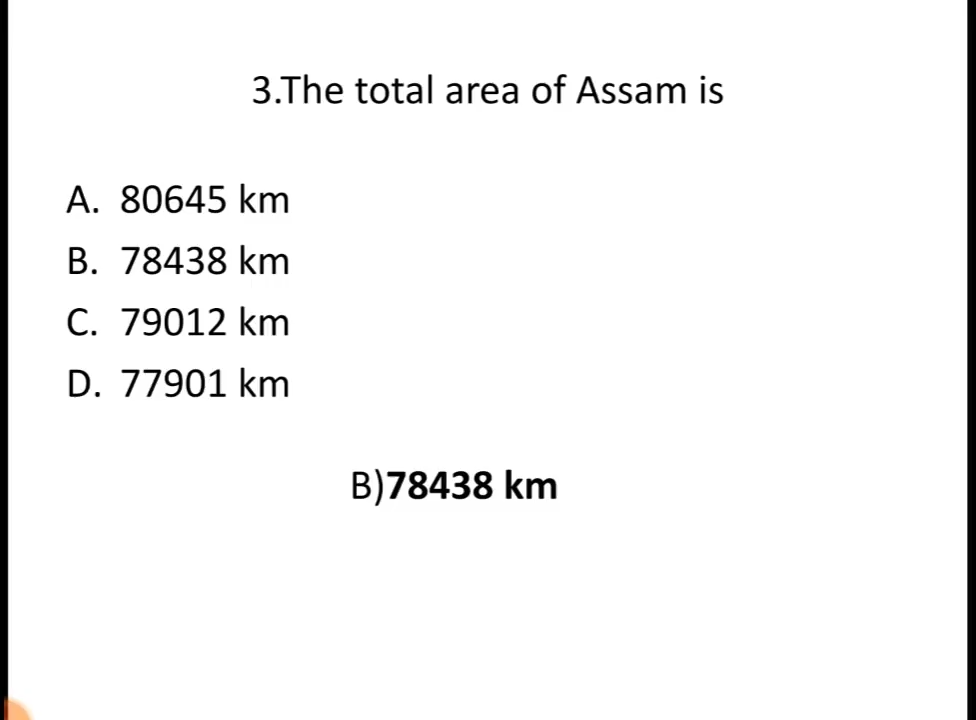 3.The total area of Assam is
A. 80645 km
B. 78438 km
C. 79012 km
D. 77901 km
B)78438 km